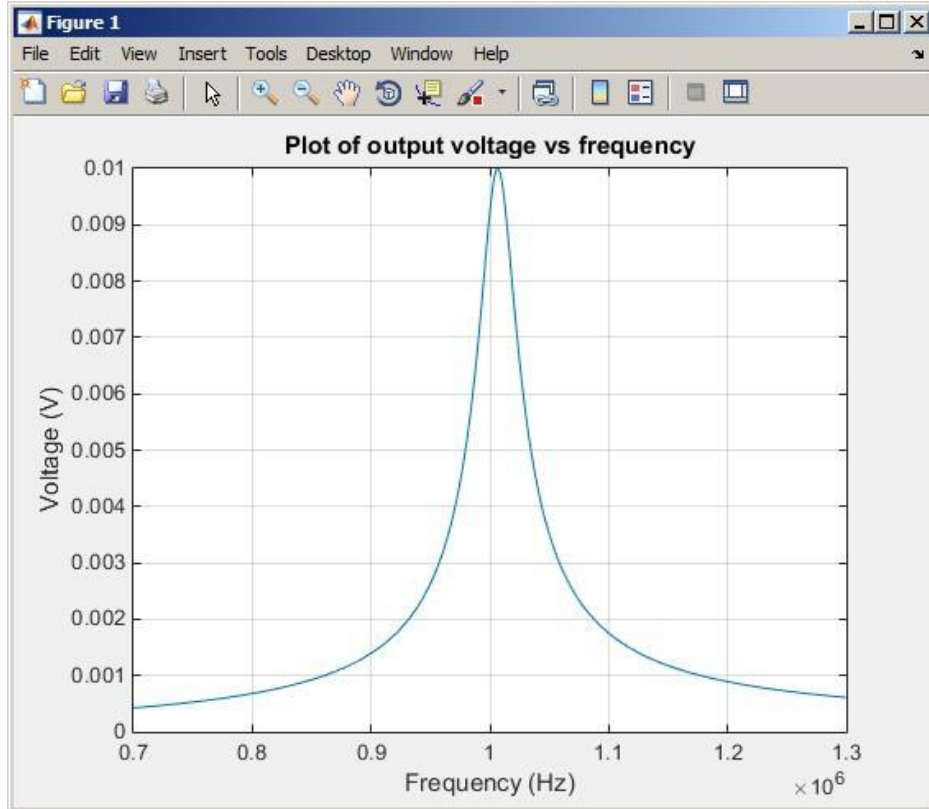 Figure 1
File Edit View Insert Tools Desktop Window Help
Plot of output voltage vs frequency
0.01
0.009
0.008
0.007
0.006
0.005
0.004
0.003
0.002
0.001
0
Voltage (V)
0.7 0.8 0.9 1 1.1 1.2 1.3
Frequency (Hz)
×10⁶